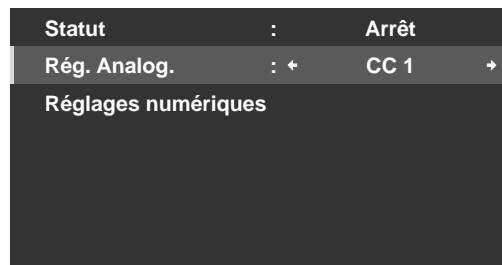 Statut : Arrêt
Rég. Analog. : CC 1
Réglages numériques